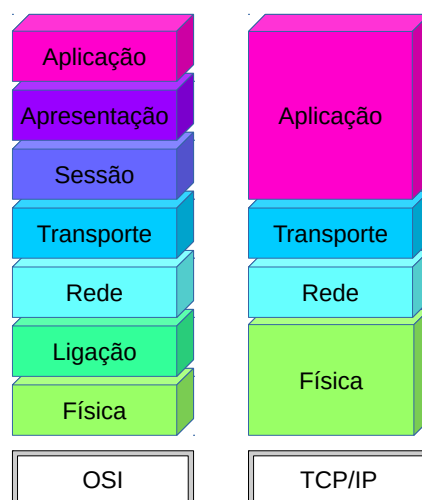 Aplicação
Apresentação
Sessão
Transporte
Rede
Ligação
Física
OSI
Aplicação
Transporte
Rede
Física
TCP/IP